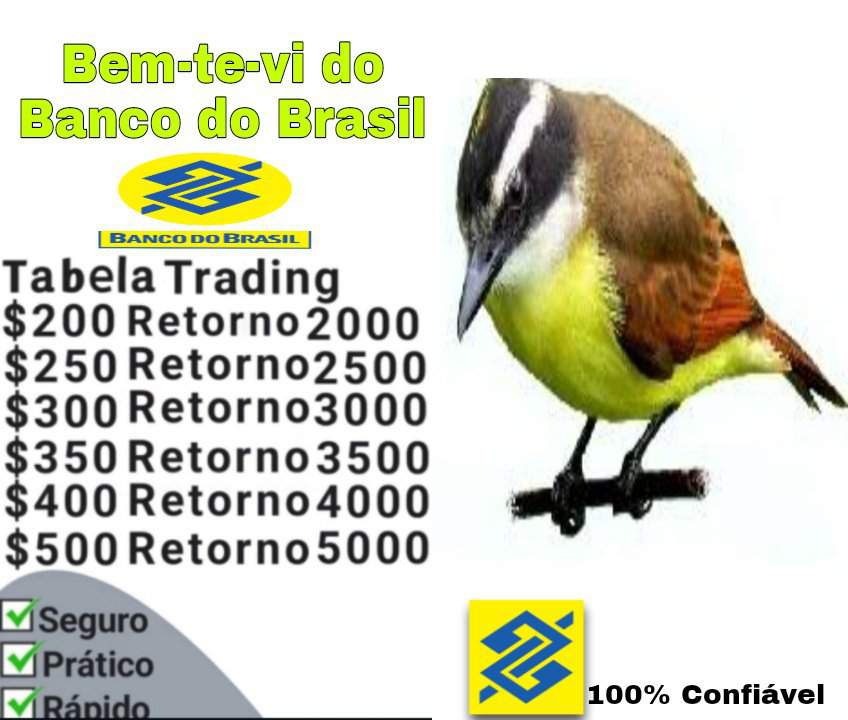 Bem-te-vi do
Banco do Brasil
BANCO DO BRASIL
Tabela Trading
$200 Retorno 2000
$250 Retorno 2500
$300 Retorno 3000
$350 Retorno 3500
$400 Retorno 4000
$500 Retorno 5000
Seguro
Prático
Rápido
100% Confiável